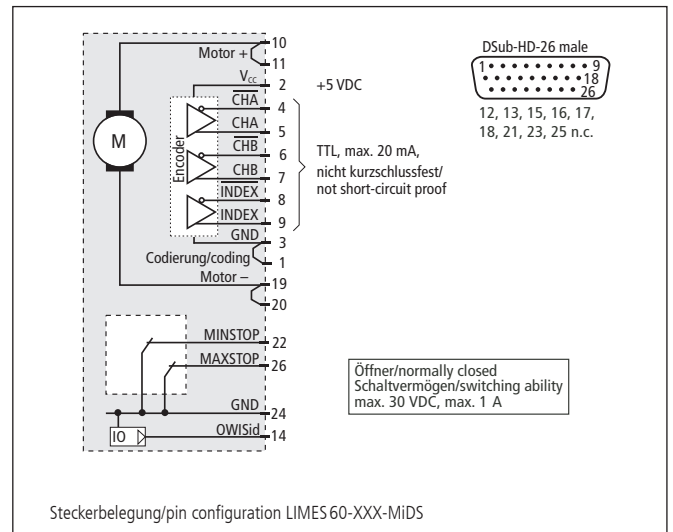 Motor + 10
11
V_CC 2 +5 VDC
C̅H̅A̅ 4
CHA 5
C̅H̅B̅ 6
CHB 7
I̅N̅D̅E̅X̅ 8
INDEX 9
GND 3
Codierung/coding 1
Motor – 19
20
M
Encoder
TTL, max. 20 mA,
nicht kurzschlussfest/
not short-circuit proof
DSub-HD-26 male
1 9
18
26
12, 13, 15, 16, 17,
18, 21, 23, 25 n.c.
MINSTOP 22
MAXSTOP 26
GND 24
IO OWISid 14
Öffner/normally closed
Schaltvermögen/switching ability
max. 30 VDC, max. 1 A
Steckerbelegung/pin configuration LIMES 60-XXX-MiDS